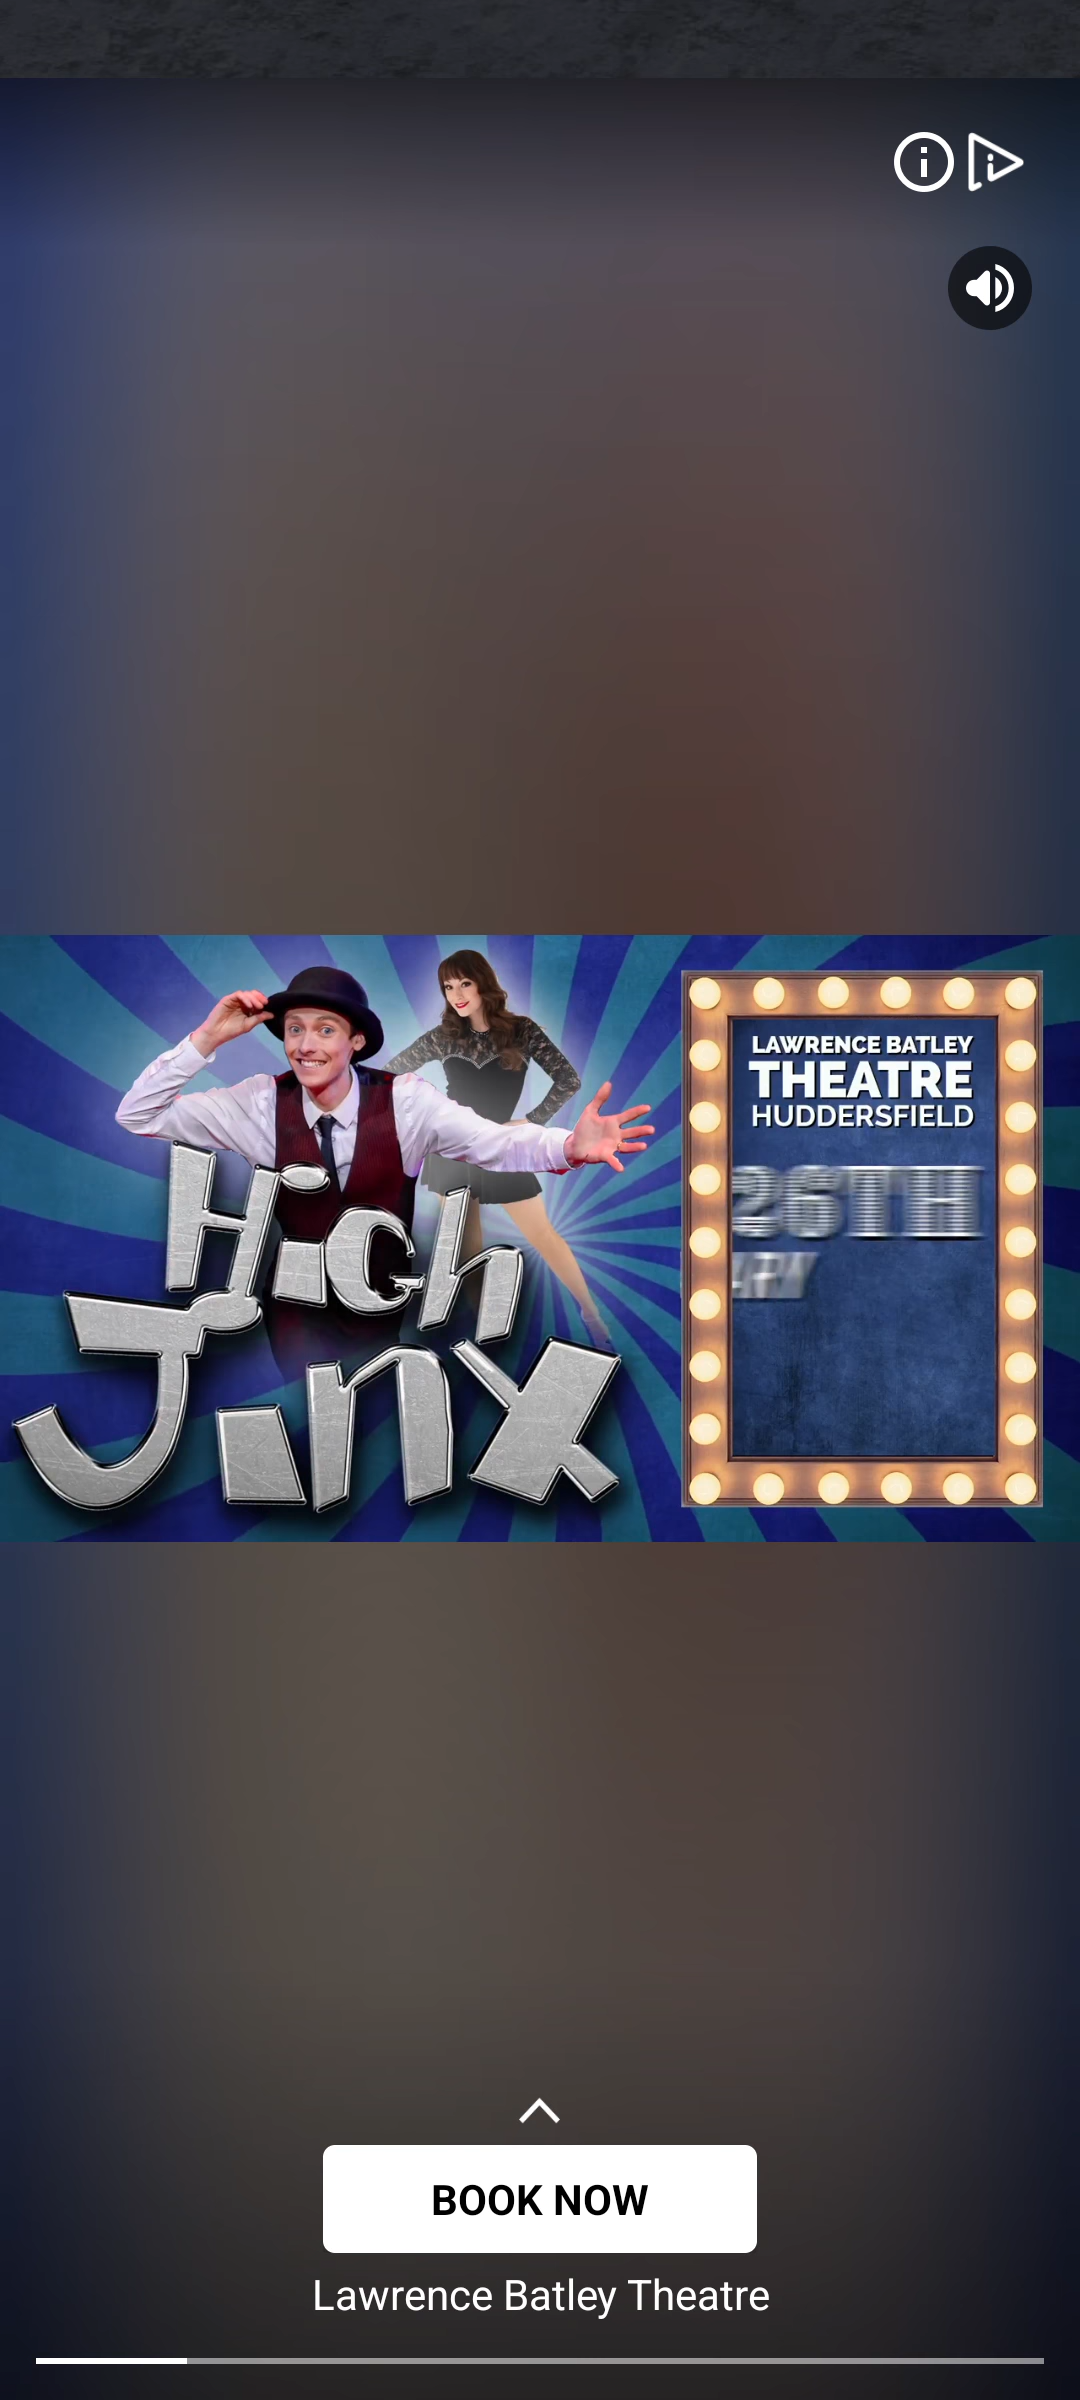 LAWRENCE BATLEY
THEATRE
HUDDERSFIELD
26TH
High
Jinx
BOOK NOW
Lawrence Batley Theatre